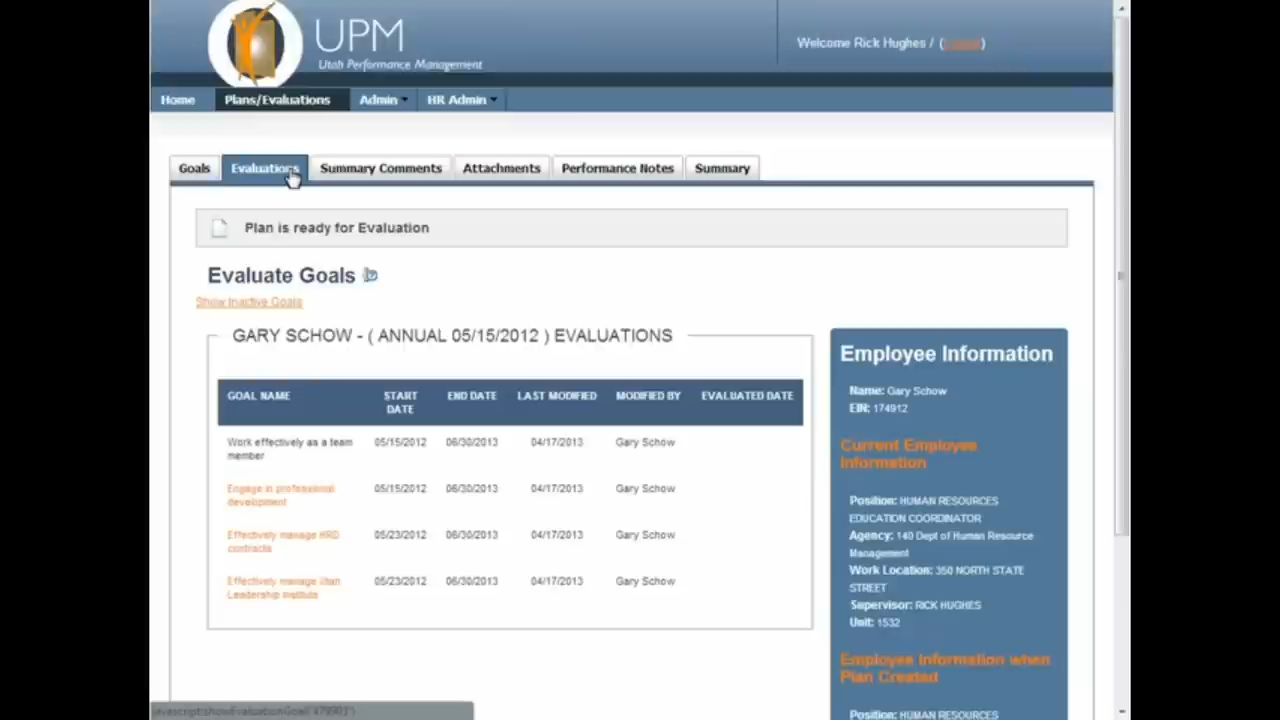 UPM
Utah Performance Management
Welcome Rick Hughes / (Logout)
Home Plans/Evaluations Admin HR Admin
Goals Evaluations Summary Comments Attachments Performance Notes Summary
Plan is ready for Evaluation
Evaluate Goals
Show Inactive Goals
GARY SCHOW - ( ANNUAL 05/15/2012 ) EVALUATIONS
GOAL NAME START DATE END DATE LAST MODIFIED MODIFIED BY EVALUATED DATE
Work effectively as a team member 05/15/2012 06/30/2013 04/17/2013 Gary Schow
Engage in professional development 05/15/2012 06/30/2013 04/17/2013 Gary Schow
Effectively manage HRD contracts 05/23/2012 06/30/2013 04/17/2013 Gary Schow
Effectively manage Utah Leadership Institute 05/23/2012 06/30/2013 04/17/2013 Gary Schow
Employee Information
Name: Gary Schow
EIN: 174912
Current Employee
Information
Position: HUMAN RESOURCES
EDUCATION COORDINATOR
Agency: 140 Dept of Human Resource
Management
Work Location: 350 NORTH STATE
STREET
Supervisor: RICK HUGHES
Unit: 1532
Employee Information when
Plan Created
Position: HUMAN RESOURCES